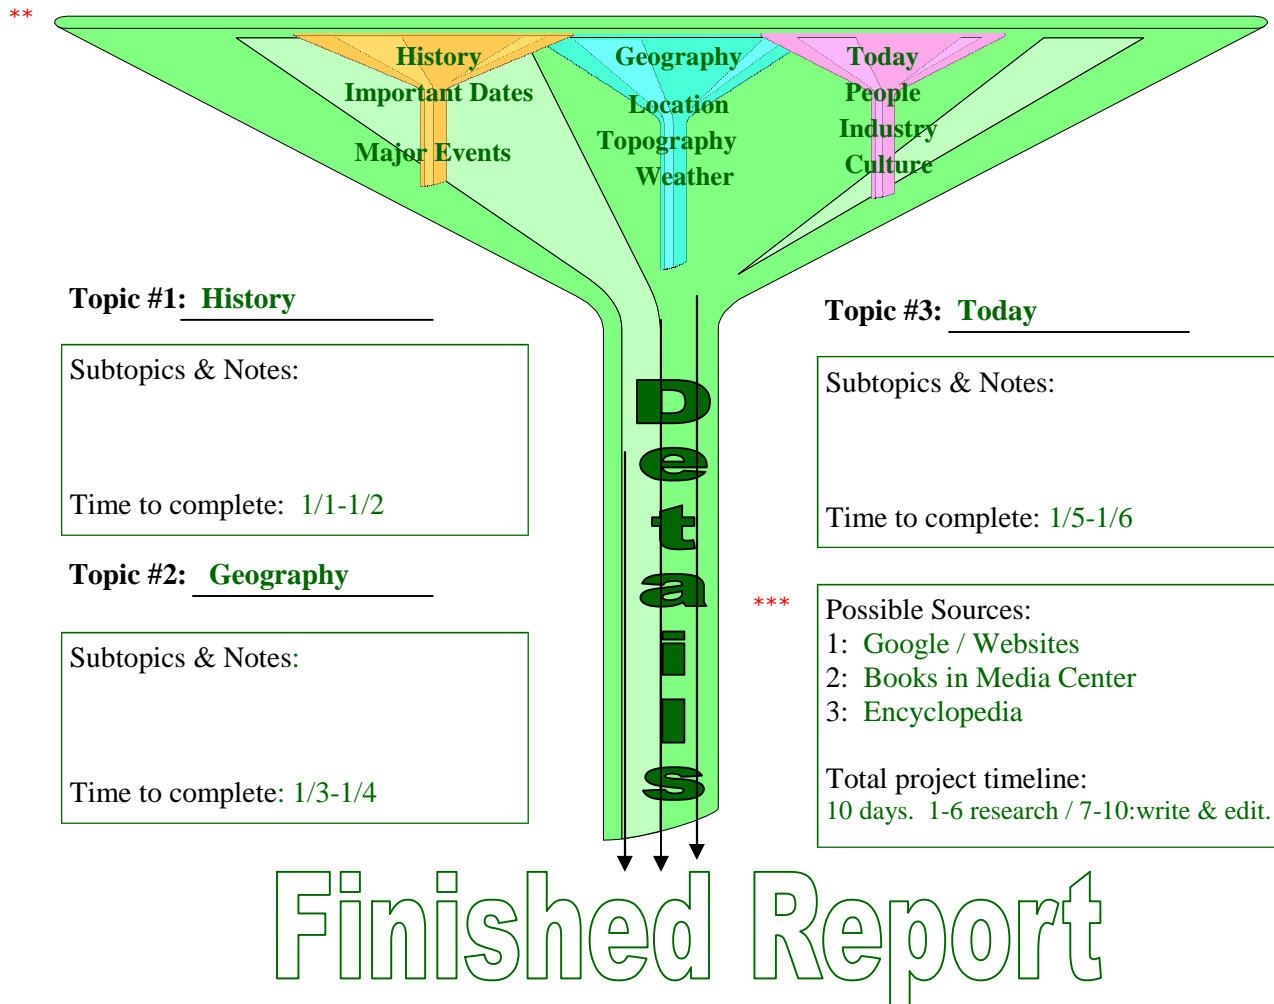 **
History
Important Dates
Major Events
Geography
Location
Topography
Weather
Today
People
Industry
Culture
Topic #1: History
Subtopics & Notes:
Time to complete: 1/1-1/2
Topic #2: Geography
Subtopics & Notes:
Time to complete: 1/3-1/4
Details
Topic #3: Today
Subtopics & Notes:
Time to complete: 1/5-1/6
***
Possible Sources:
1: Google / Websites
2: Books in Media Center
3: Encyclopedia
Total project timeline:
10 days. 1-6 research / 7-10:write & edit.
Finished Report